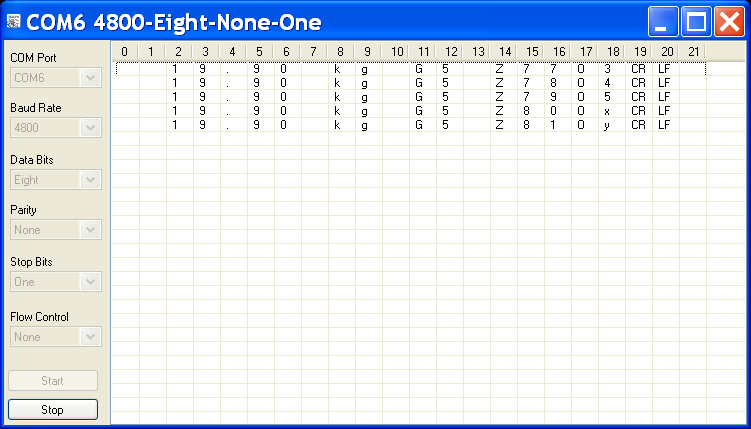 COM6 4800-Eight-None-One
COM Port
COM6
Baud Rate
4800
Data Bits
Eight
Parity
None
Stop Bits
One
Flow Control
None
Start
Stop
0 1 2 3 4 5 6 7 8 9 10 11 12 13 14 15 16 17 18 19 20 21
1 9 . 9 0 k g G 5 Z 7 7 0 3 CR LF
1 9 . 9 0 k g G 5 Z 7 8 0 4 CR LF
1 9 . 9 0 k g G 5 Z 7 9 0 5 CR LF
1 9 . 9 0 k g G 5 Z 8 0 0 x CR LF
1 9 . 9 0 k g G 5 Z 8 1 0 y CR LF